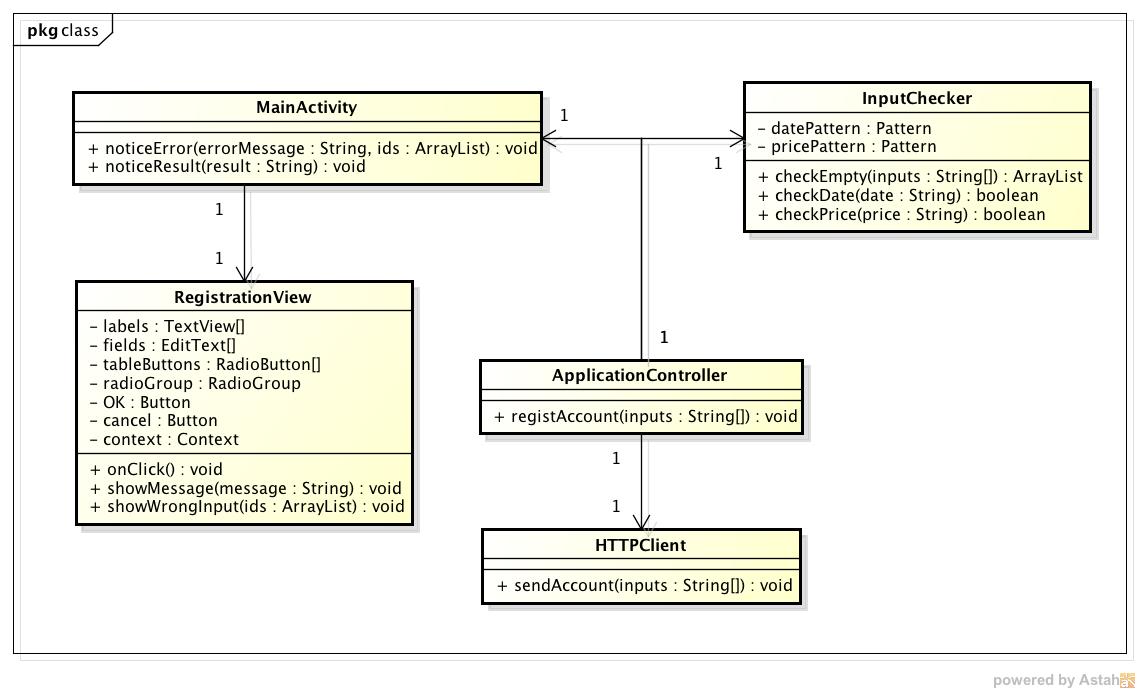 pkg class
MainActivity
+ noticeError(errorMessage : String, ids : ArrayList) : void
+ noticeResult(result : String) : void
1
1
InputChecker
– datePattern : Pattern
– pricePattern : Pattern
+ checkEmpty(inputs : String[]) : ArrayList
+ checkDate(date : String) : boolean
+ checkPrice(price : String) : boolean
1
1
RegistrationView
– labels : TextView[]
– fields : EditText[]
– tableButtons : RadioButton[]
– radioGroup : RadioGroup
– OK : Button
– cancel : Button
– context : Context
+ onClick() : void
+ showMessage(message : String) : void
+ showWrongInput(ids : ArrayList) : void
1
ApplicationController
+ registAccount(inputs : String[]) : void
1
1
HTTPClient
+ sendAccount(inputs : String[]) : void
powered by Astah